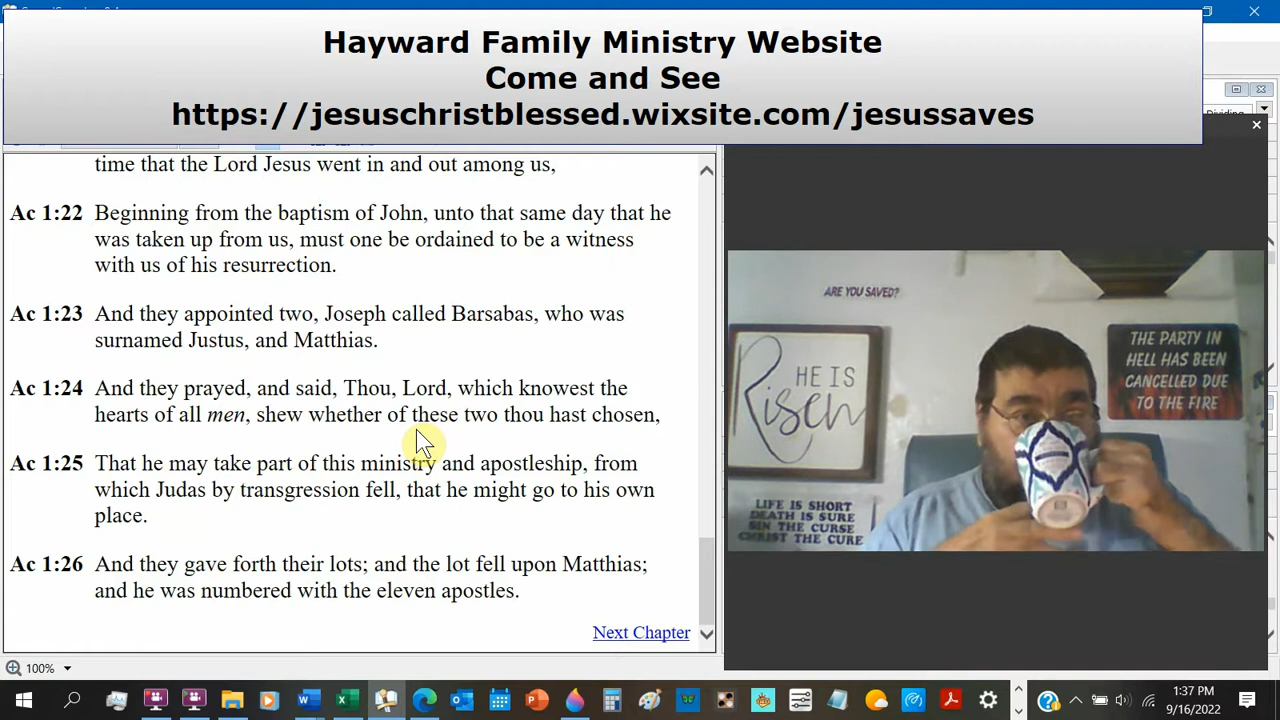 Hayward Family Ministry Website
Come and See
https://jesuschristblessed.wixsite.com/jesussaves
time that the Lord Jesus went in and out among us,
Ac 1:22 Beginning from the baptism of John, unto that same day that he
was taken up from us, must one be ordained to be a witness
with us of his resurrection.
Ac 1:23 And they appointed two, Joseph called Barsabas, who was
surnamed Justus, and Matthias.
Ac 1:24 And they prayed, and said, Thou, Lord, which knowest the
hearts of all men, shew whether of these two thou hast chosen,
Ac 1:25 That he may take part of this ministry and apostleship, from
which Judas by transgression fell, that he might go to his own
place.
Ac 1:26 And they gave forth their lots; and the lot fell upon Matthias;
and he was numbered with the eleven apostles.
Next Chapter
100%
Dividing
ARE YOU SAVED?
HE IS
Risen
THE PARTY IN
HELL HAS BEEN
CANCELLED DUE
TO THE FIRE
LIFE IS SHORT
DEATH IS SURE
SIN THE CURSE
CHRIST THE CURE
1:37 PM
9/16/2022